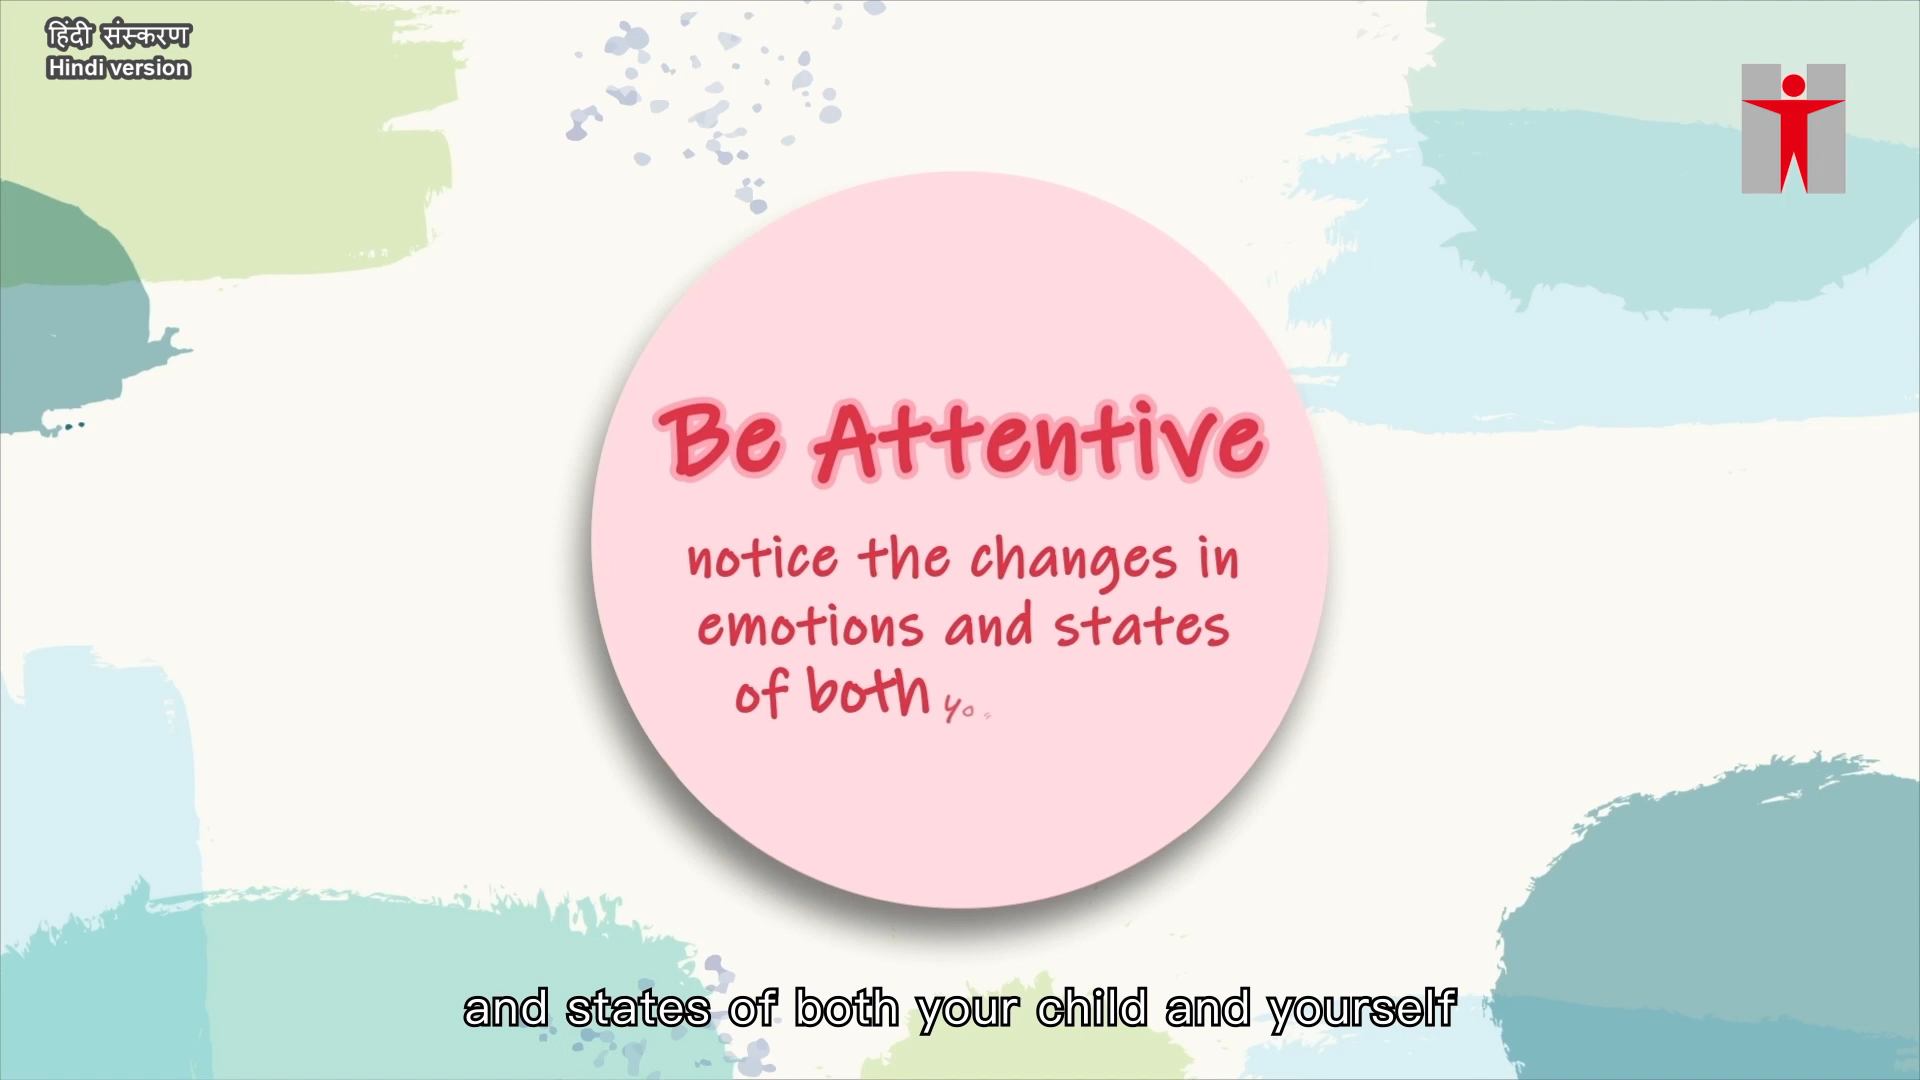 हिंदी संस्करण
Hindi version
Be Attentive
notice the changes in
emotions and states
of both
and states of both your child and yourself